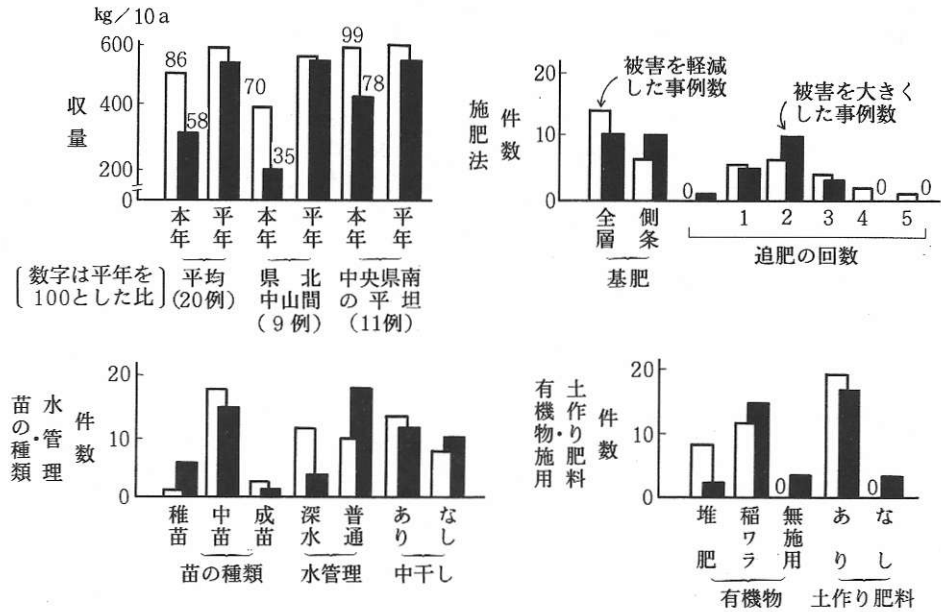 kg/10a
600
400
200
0
収量
86
58
70
35
99
78
本年
平年
本年
平年
本年
平年
数字は平年を
100とした比
平均
(20例)
県北
中山間
(9例)
中央県南
の平坦
(11例)
施肥法
件数
20
10
0
被害を軽減
した事例数
被害を大きく
した事例数
0
0
0
全層
側条
基肥
1
2
3
4
5
追肥の回数
苗の種類・水管理
件数
20
10
0
稚苗
中苗
成苗
深水
普通
あり
なし
苗の種類
水管理
中干し
有機物施用・土作り肥料
件数
20
10
0
0
0
堆肥
稲ワラ
無施用
あり
なし
有機物
土作り肥料